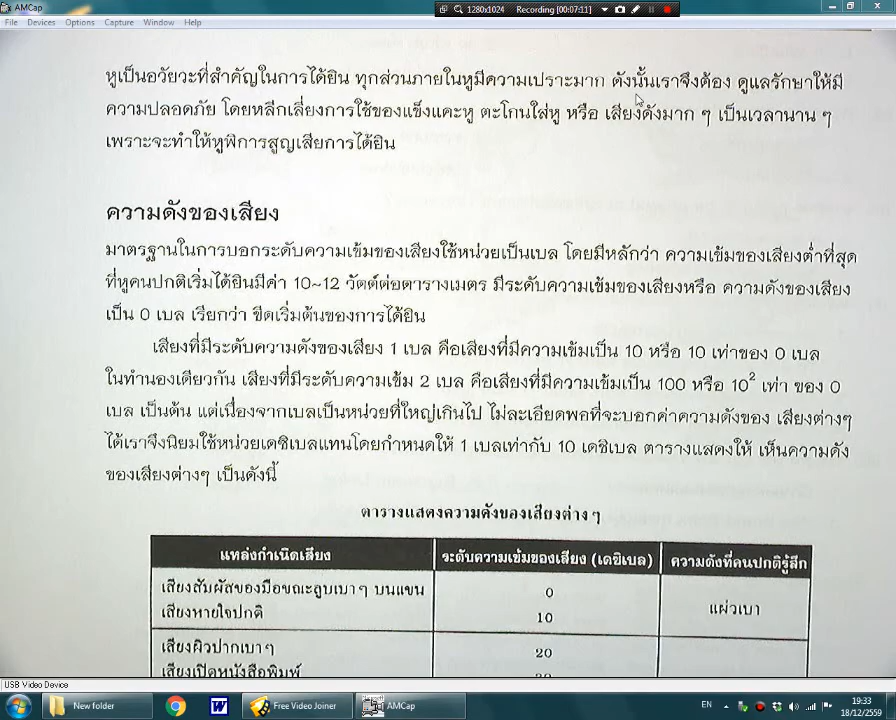 AMCap
1280x1024 Recording [00:07:11]
File Devices Options Capture Window Help
หูเป็นอวัยวะที่สำคัญในการได้ยิน ทุกส่วนภายในหูมีความเปราะมาก ดังนั้นเราจึงต้อง ดูแลรักษาให้มี
ความปลอดภัย โดยหลีกเลี่ยงการใช้ของแข็งแคะหู ตะโกนใส่หู หรือ เสียงดังมาก ๆ เป็นเวลานาน ๆ
เพราะจะทำให้หูพิการสูญเสียการได้ยิน
ความดังของเสียง
มาตรฐานในการบอกระดับความเข้มของเสียงใช้หน่วยเป็นเบล โดยมีหลักว่า ความเข้มของเสียงต่ำที่สุด
ที่หูคนปกติเริ่มได้ยินมีค่า 10~12 วัตต์ต่อตารางเมตร มีระดับความเข้มของเสียงหรือ ความดังของเสียง
เป็น 0 เบล เรียกว่า ขีดเริ่มต้นของการได้ยิน
เสียงที่มีระดับความดังของเสียง 1 เบล คือเสียงที่มีความเข้มเป็น 10 หรือ 10 เท่าของ 0 เบล
ในทำนองเดียวกัน เสียงที่มีระดับความเข้ม 2 เบล คือเสียงที่มีความเข้มเป็น 100 หรือ 10² เท่า ของ 0
เบล เป็นต้น แต่เนื่องจากเบลเป็นหน่วยที่ใหญ่เกินไป ไม่ละเอียดพอที่จะบอกค่าความดังของ เสียงต่างๆ
ได้เราจึงนิยมใช้หน่วยเดซิเบลแทนโดยกำหนดให้ 1 เบลเท่ากับ 10 เดซิเบล ตารางแสดงให้ เห็นความดัง
ของเสียงต่างๆ เป็นดังนี้
ตารางแสดงความดังของเสียงต่าง ๆ
แหล่งกำเนิดเสียง ระดับความเข้มของเสียง (เดซิเบล) ความดังที่คนปกติรู้สึก
เสียงสัมผัสของมือขณะลูบเบา ๆ บนแขน 0
เสียงหายใจปกติ 10 แผ่วเบา
เสียงผิวปากเบา ๆ 20
เสียงเปิดหนังสือพิมพ์
USB Video Device
New folder Free Video Joiner AMCap EN 19:33
18/12/2559